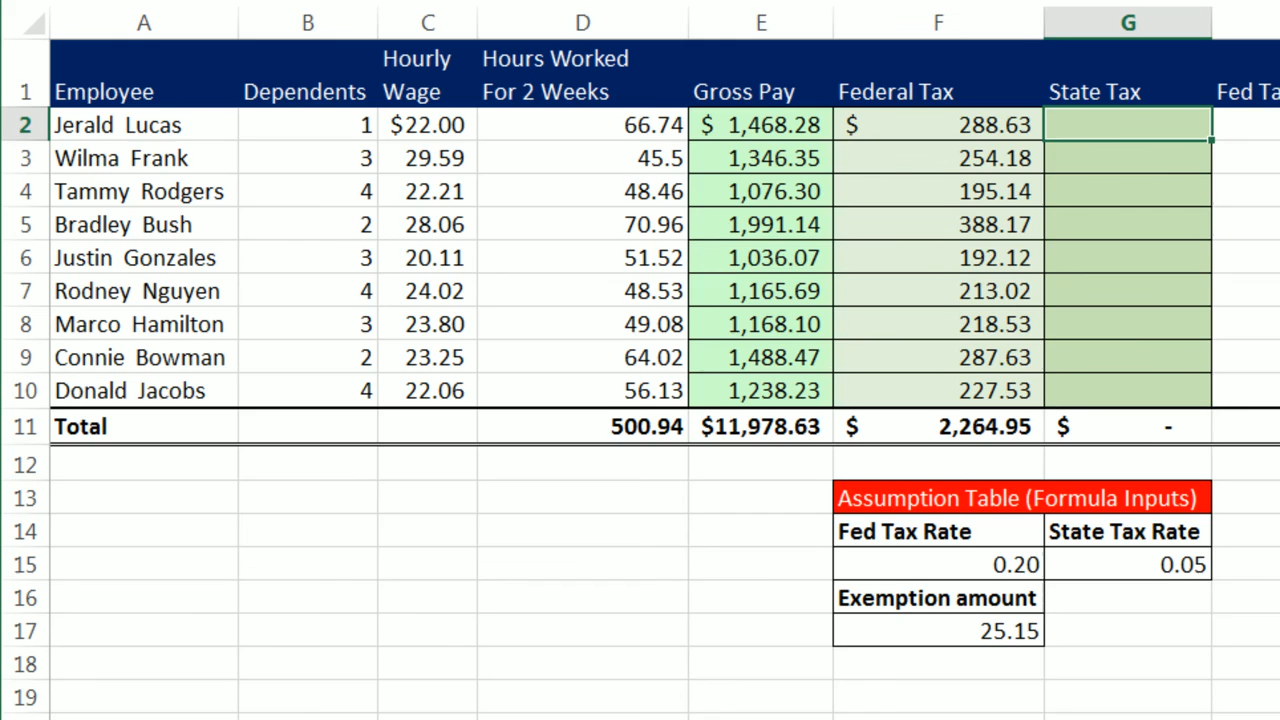 A B C D E F G
1 Employee Dependents Hourly Wage Hours Worked For 2 Weeks Gross Pay Federal Tax State Tax Fed Ta
2 Jerald Lucas 1 $22.00 66.74 $ 1,468.28 $ 288.63
3 Wilma Frank 3 29.59 45.5 1,346.35 254.18
4 Tammy Rodgers 4 22.21 48.46 1,076.30 195.14
5 Bradley Bush 2 28.06 70.96 1,991.14 388.17
6 Justin Gonzales 3 20.11 51.52 1,036.07 192.12
7 Rodney Nguyen 4 24.02 48.53 1,165.69 213.02
8 Marco Hamilton 3 23.80 49.08 1,168.10 218.53
9 Connie Bowman 2 23.25 64.02 1,488.47 287.63
10 Donald Jacobs 4 22.06 56.13 1,238.23 227.53
11 Total 500.94 $11,978.63 $ 2,264.95 $ -
12
13 Assumption Table (Formula Inputs)
14 Fed Tax Rate State Tax Rate
15 0.20 0.05
16 Exemption amount
17 25.15
18
19